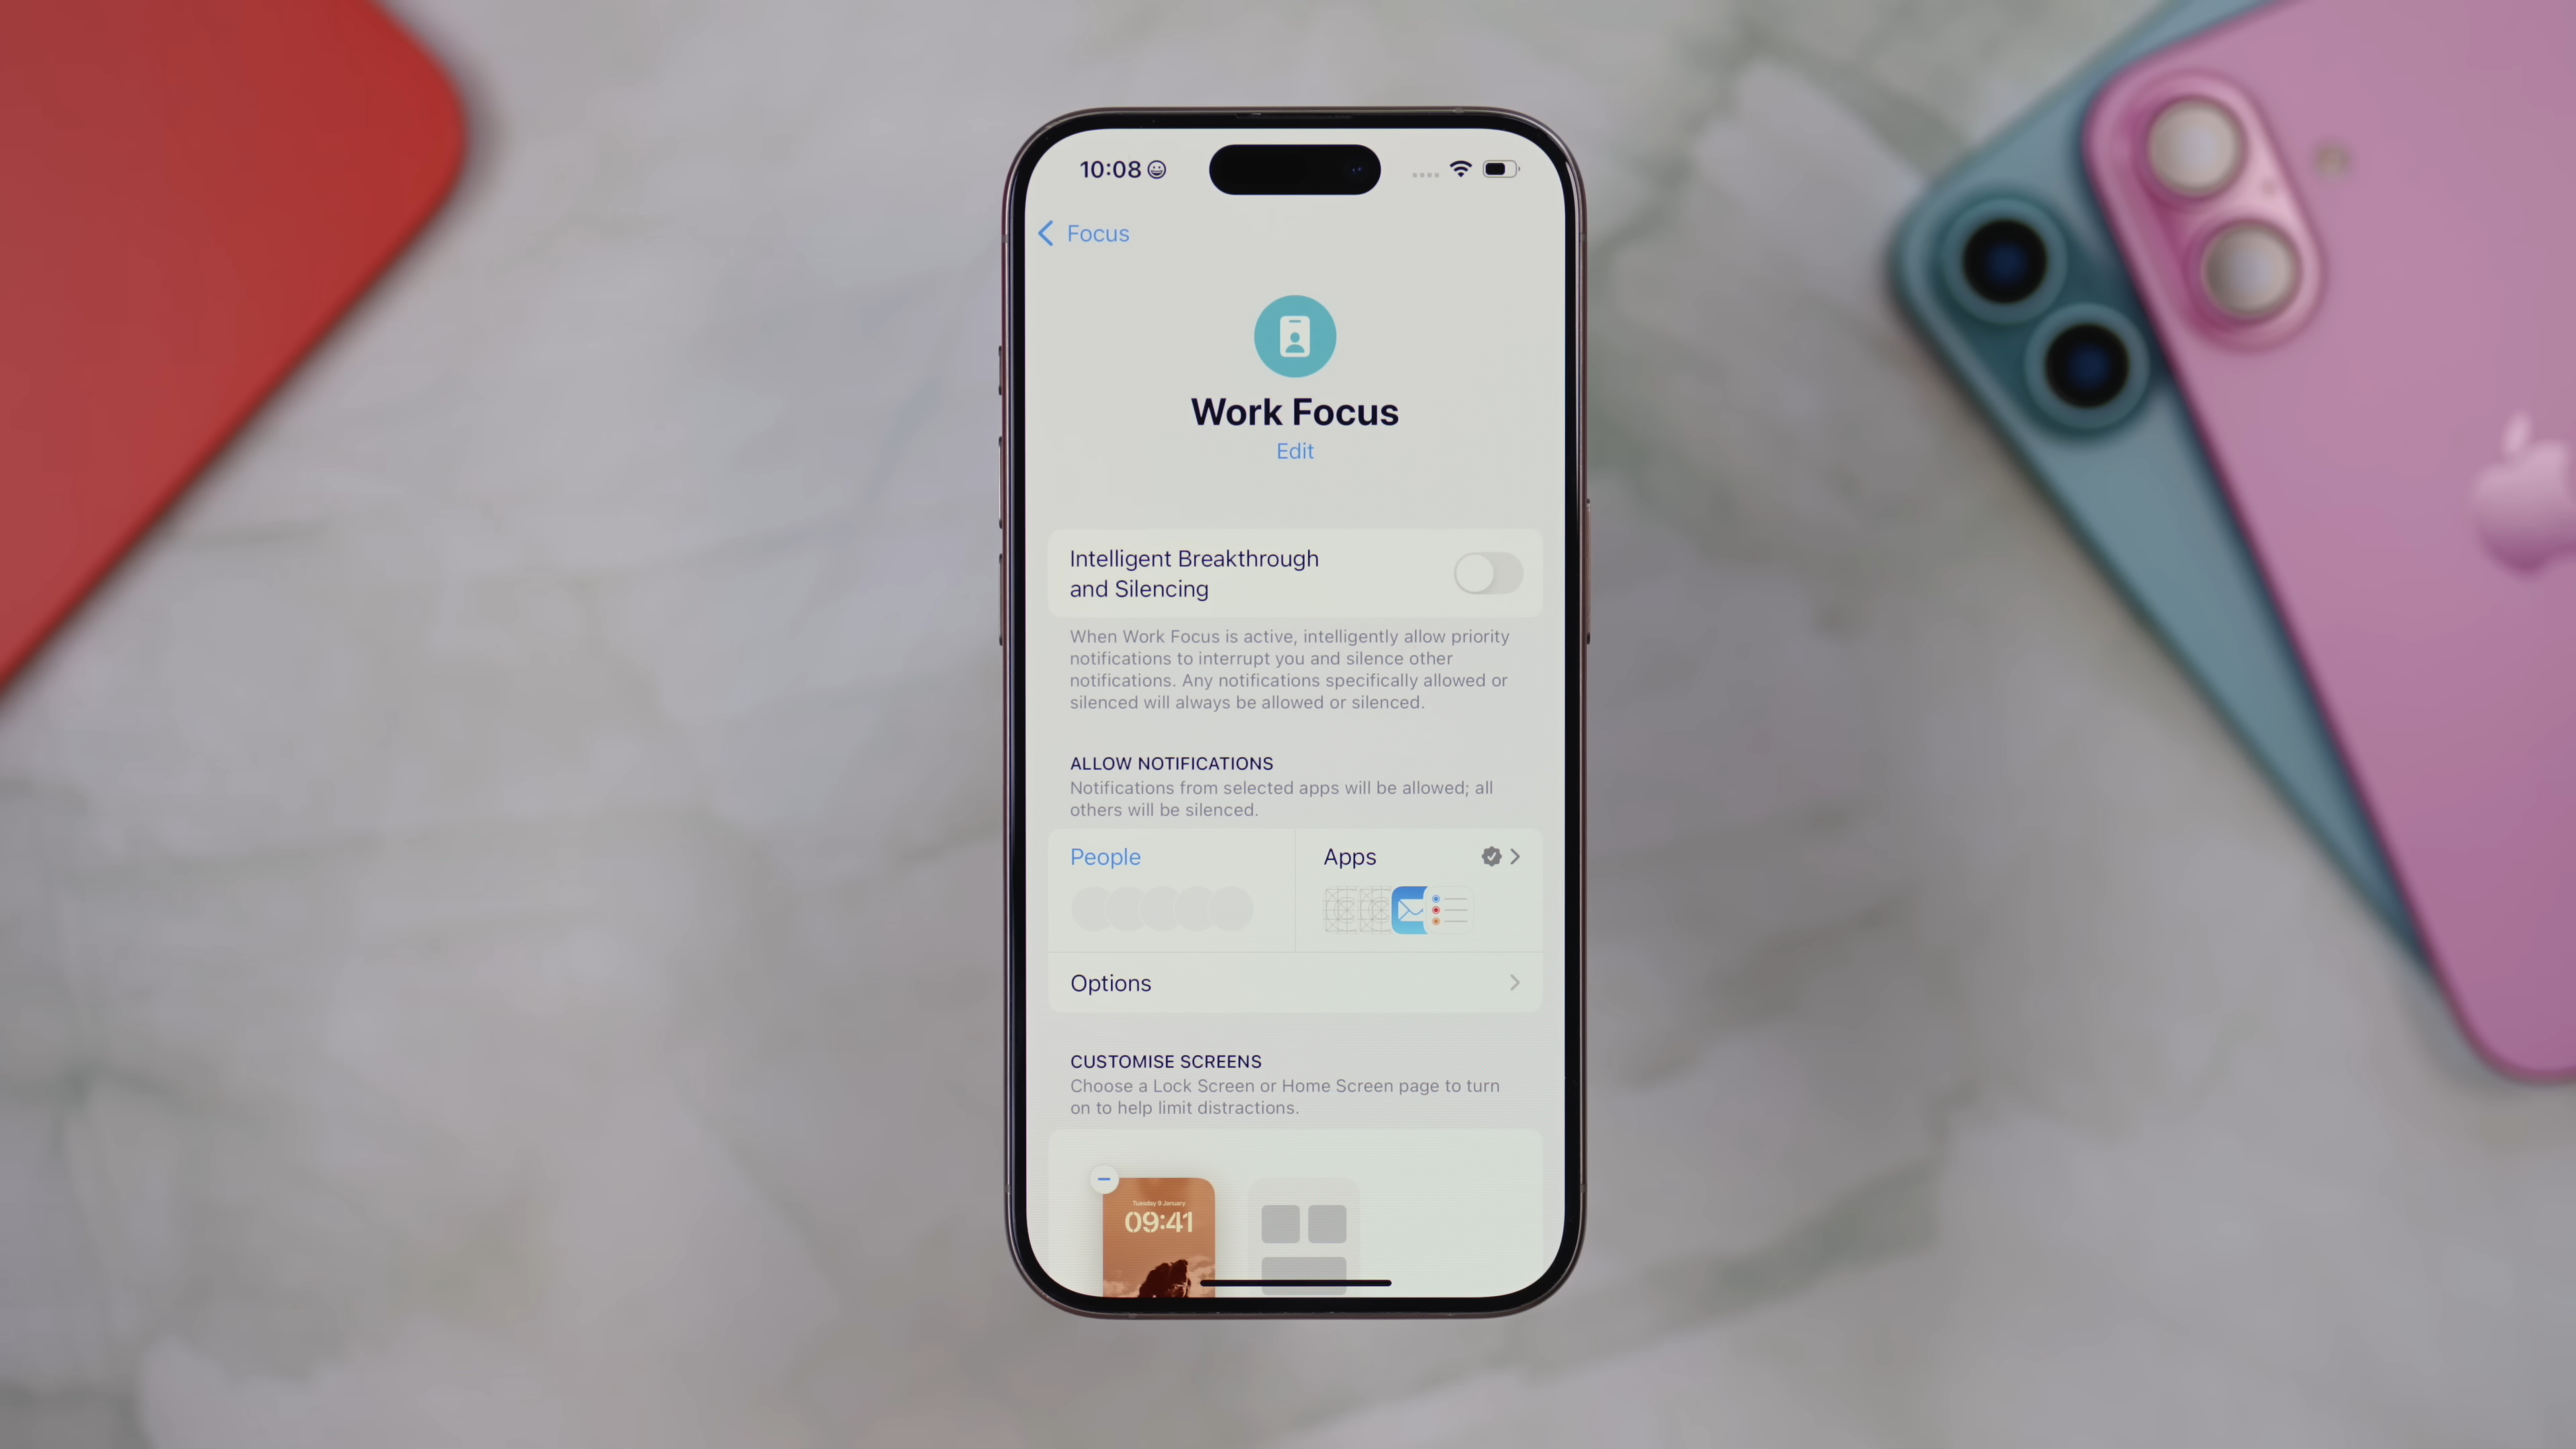 10:08
Focus
Work Focus
Edit
Intelligent Breakthrough
and Silencing
When Work Focus is active, intelligently allow priority
notifications to interrupt you and silence other
notifications. Any notifications specifically allowed or
silenced will always be allowed or silenced.
ALLOW NOTIFICATIONS
Notifications from selected apps will be allowed; all
others will be silenced.
People
Apps
Options
CUSTOMISE SCREENS
Choose a Lock Screen or Home Screen page to turn
on to help limit distractions.
Tuesday 9 January
09:41